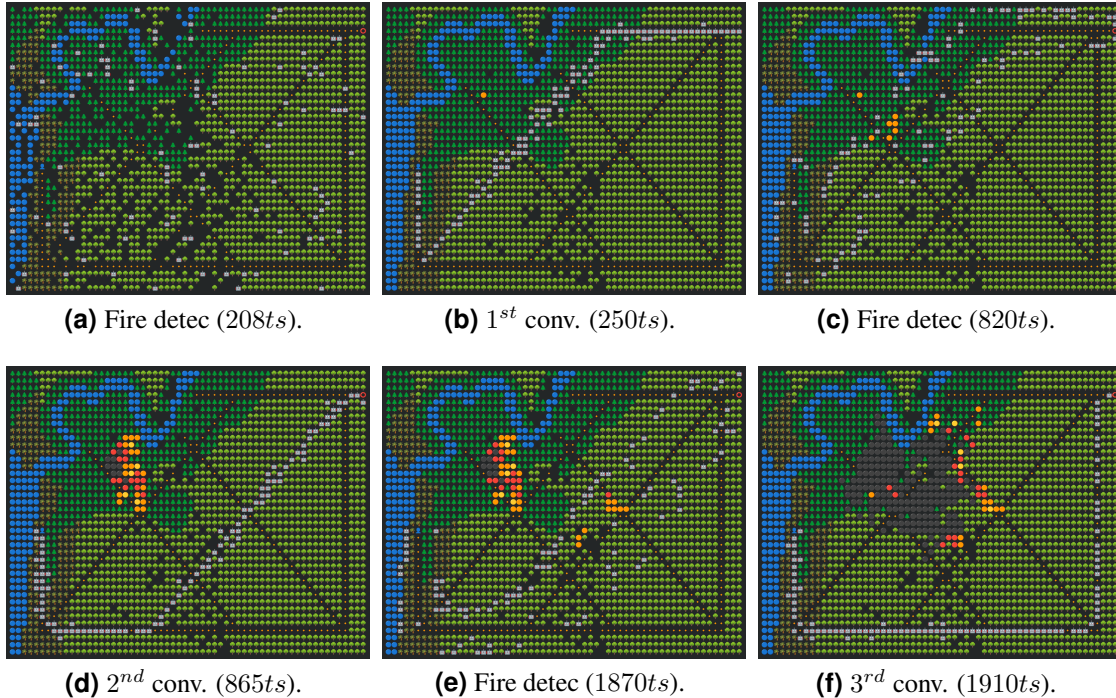 (a) Fire detec (208ts).
(b) 1st conv. (250ts).
(c) Fire detec (820ts).
(d) 2nd conv. (865ts).
(e) Fire detec (1870ts).
(f) 3rd conv. (1910ts).